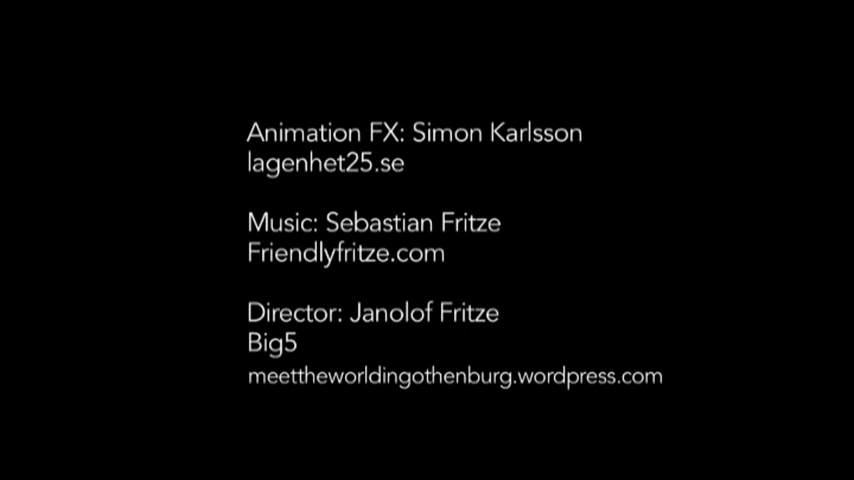 Animation FX: Simon Karlsson
lagenhet25.se
Music: Sebastian Fritze
Friendlyfritze.com
Director: Janolof Fritze
Big5
meettheworldingothenburg.wordpress.com